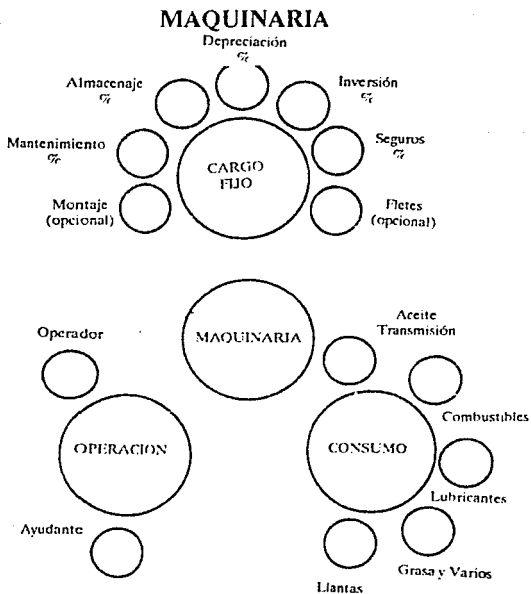 MAQUINARIA
Depreciación
%
Almacenaje
%
Inversión
%
Mantenimiento
%
Seguros
%
CARGO
FIJO
Montaje
(opcional)
Fletes
(opcional)
MAQUINARIA
Aceite
Transmisión
Operador
Combustibles
OPERACION
CONSUMO
Lubricantes
Ayudante
Grasa y Varios
Llantas